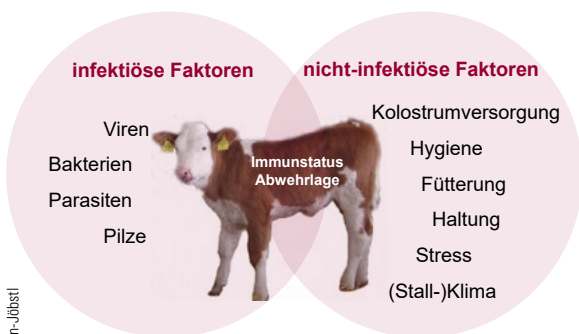 infektiöse Faktoren
nicht-infektiöse Faktoren
Viren
Bakterien
Parasiten
Pilze
Immunstatus
Abwehrlage
Kolostrumversorgung
Hygiene
Fütterung
Haltung
Stress
(Stall-)Klima
n-Jöbstl